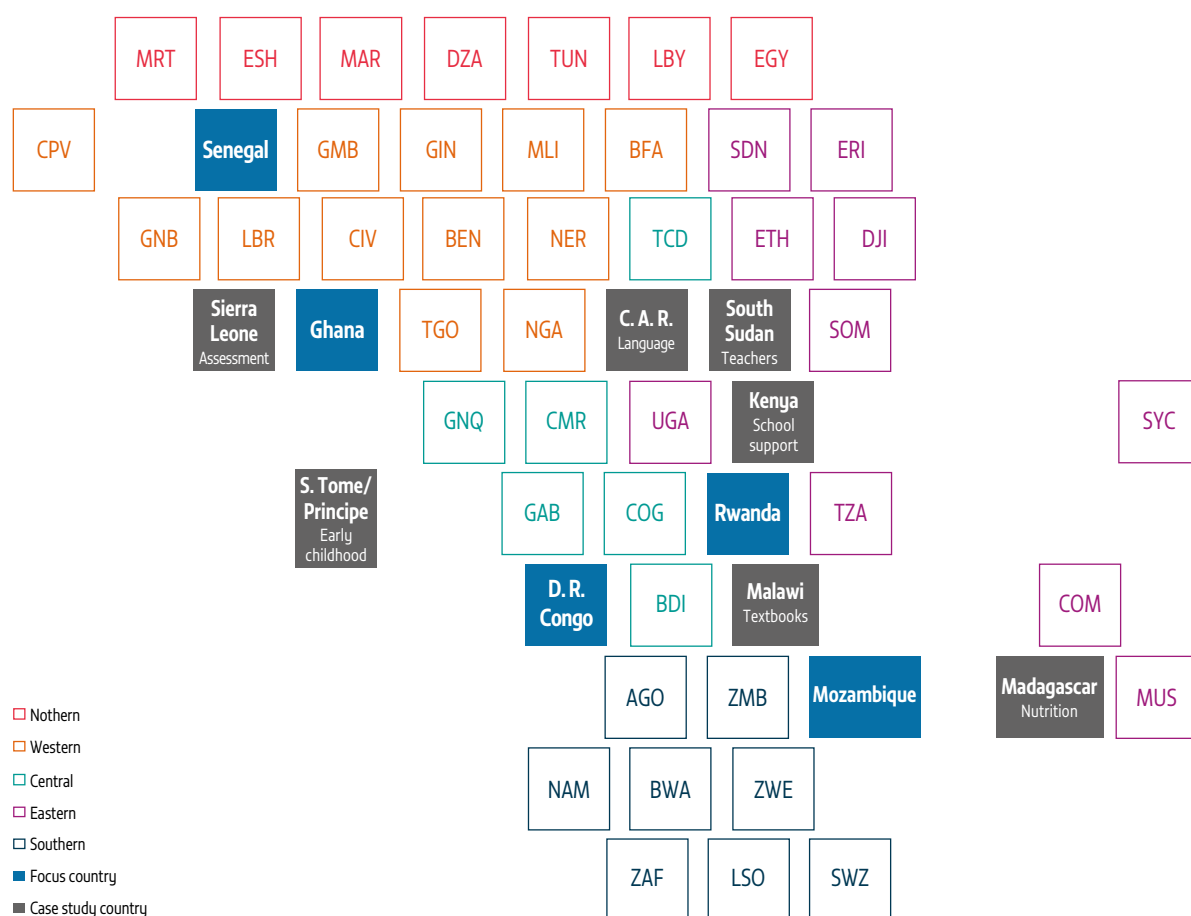 MRT ESH MAR DZA TUN LBY EGY
CPV Senegal GMB GIN MLI BFA SDN ERI
GNB LBR CIV BEN NER TCD ETH DJI
Sierra
Leone
Assessment
Ghana
TGO
NGA
C. A. R.
Language
South
Sudan
Teachers
SOM
GNQ
CMR
UGA
Kenya
School
support
SYC
S. Tome/
Principe
Early
childhood
GAB
COG
Rwanda
TZA
D. R.
Congo
BDI
Malawi
Textbooks
COM
AGO
ZMB
Mozambique
Madagascar
Nutrition
MUS
NAM BWA ZWE
ZAF LSO SWZ
Nothern
Western
Central
Eastern
Southern
Focus country
Case study country